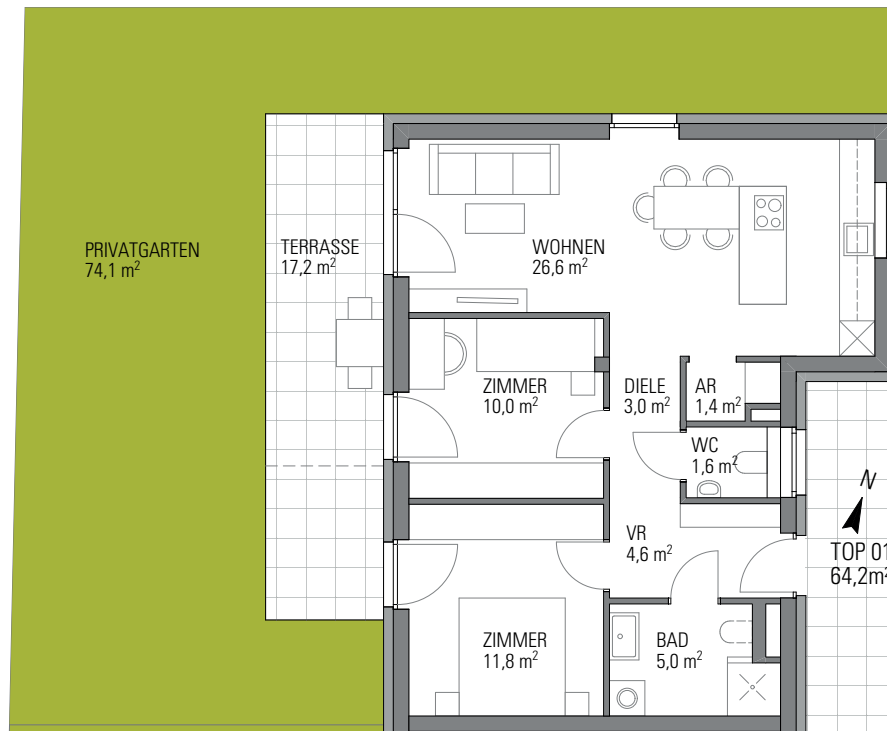 PRIVATGARTEN
74,1 m²
TERRASSE
17,2 m²
WOHNEN
26,6 m²
ZIMMER
10,0 m²
DIELE
3,0 m²
AR
1,4 m²
WC
1,6 m²
N
VR
4,6 m²
TOP 01
64,2m²
ZIMMER
11,8 m²
BAD
5,0 m²